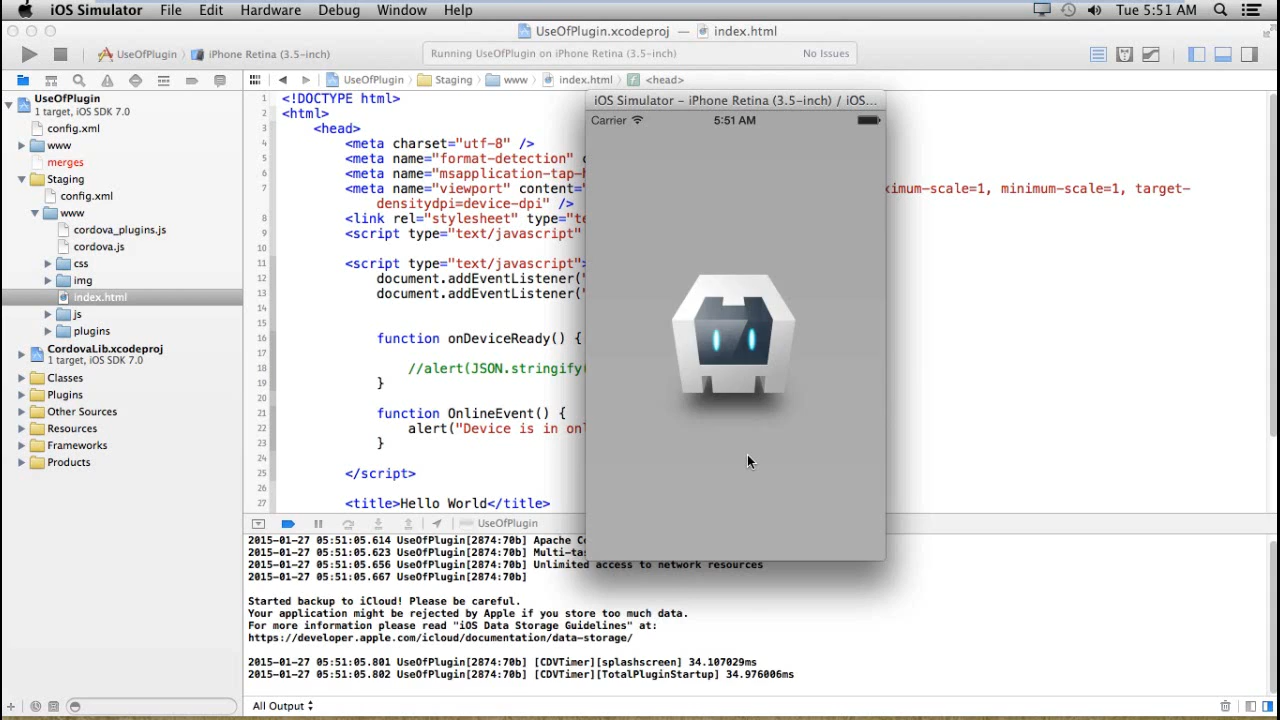 iOS Simulator File Edit Hardware Debug Window Help Tue 5:51 AM
UseOfPlugin.xcodeproj — index.html
UseOfPlugin iPhone Retina (3.5-inch) Running UseOfPlugin on iPhone Retina (3.5-inch) No Issues
UseOfPlugin Staging www index.html <head>
UseOfPlugin
1 target, iOS SDK 7.0
config.xml
www
merges
Staging
config.xml
www
cordova_plugins.js
cordova.js
css
img
index.html
js
plugins
CordovaLib.xcodeproj
1 target, iOS SDK 7.0
Classes
Plugins
Other Sources
Resources
Frameworks
Products
1 <!DOCTYPE html>
2 <html>
3 <head>
4 <meta charset="utf-8" />
5 <meta name="format-detection" c
6 <meta name="msapplication-tap-h
7 <meta name="viewport" content=" ximum-scale=1, minimum-scale=1, target-
densitydpi=device-dpi" />
8 <link rel="stylesheet" type="te
9 <script type="text/javascript"
10
11 <script type="text/javascript">
12 document.addEventListener("
13 document.addEventListener("
14
15
16 function onDeviceReady() {
17
18 //alert(JSON.stringify(
19 }
20
21 function OnlineEvent() {
22 alert("Device is in onl
23 }
24
25 </script>
26
27 <title>Hello World</title>
iOS Simulator – iPhone Retina (3.5-inch) / iOS...
Carrier 5:51 AM
UseOfPlugin
2015-01-27 05:51:05.614 UseOfPlugin[2874:70b] Apache Co
2015-01-27 05:51:05.623 UseOfPlugin[2874:70b] Multi-tas
2015-01-27 05:51:05.656 UseOfPlugin[2874:70b] Unlimited access to network resources
2015-01-27 05:51:05.667 UseOfPlugin[2874:70b]
Started backup to iCloud! Please be careful.
Your application might be rejected by Apple if you store too much data.
For more information please read "iOS Data Storage Guidelines" at:
https://developer.apple.com/icloud/documentation/data-storage/
2015-01-27 05:51:05.801 UseOfPlugin[2874:70b] [CDVTimer][splashscreen] 34.107029ms
2015-01-27 05:51:05.802 UseOfPlugin[2874:70b] [CDVTimer][TotalPluginStartup] 34.976006ms
All Output